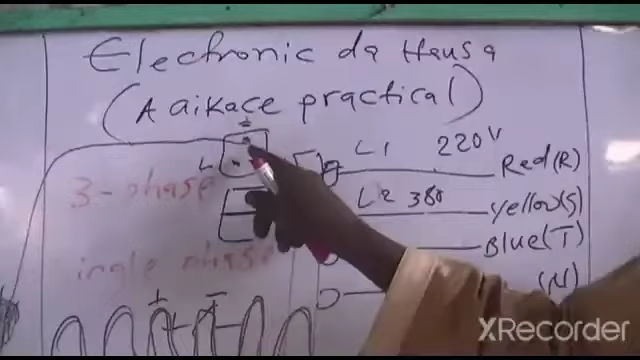 Electronic da Hausa
(A aikace practical)
L1 220V Red(R)
L
3-phase
L2 380 Yellow(S)
Blue(T)
ingle phase
(N)
+ -
XRecorder